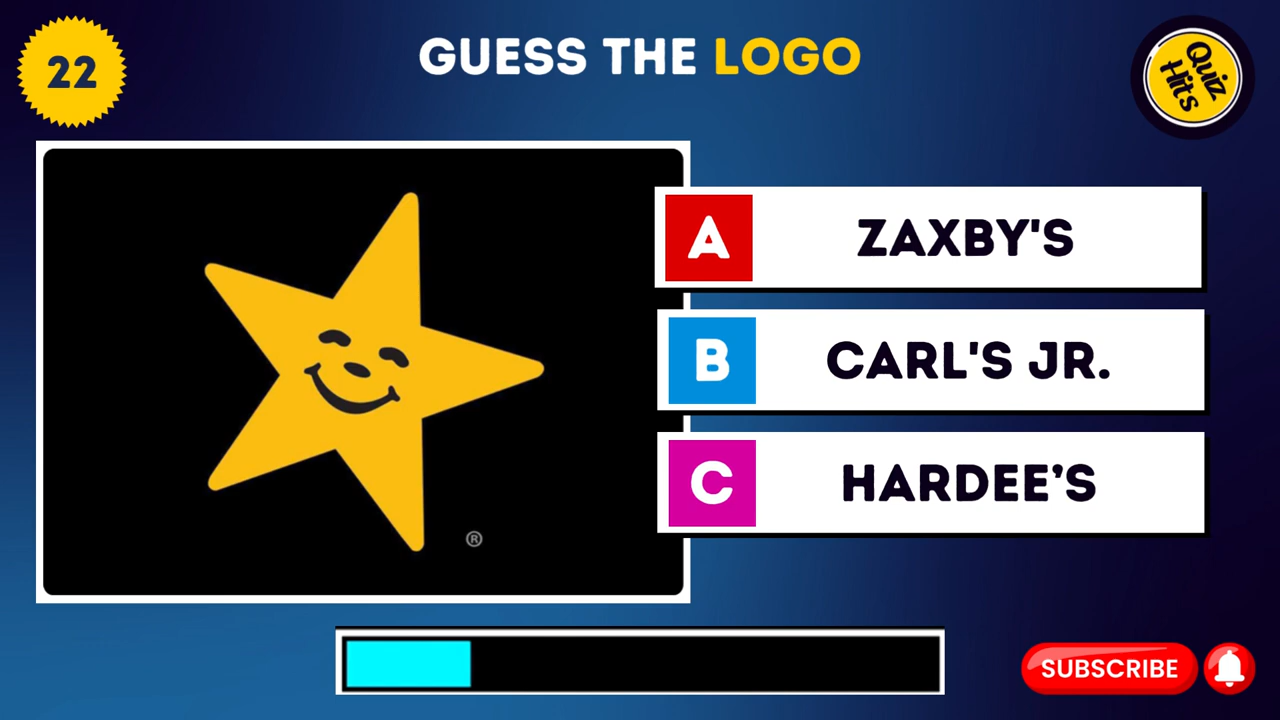 22
GUESS THE LOGO
Quiz
Hits
A ZAXBY'S
B CARL'S JR.
C HARDEE’S
®
SUBSCRIBE